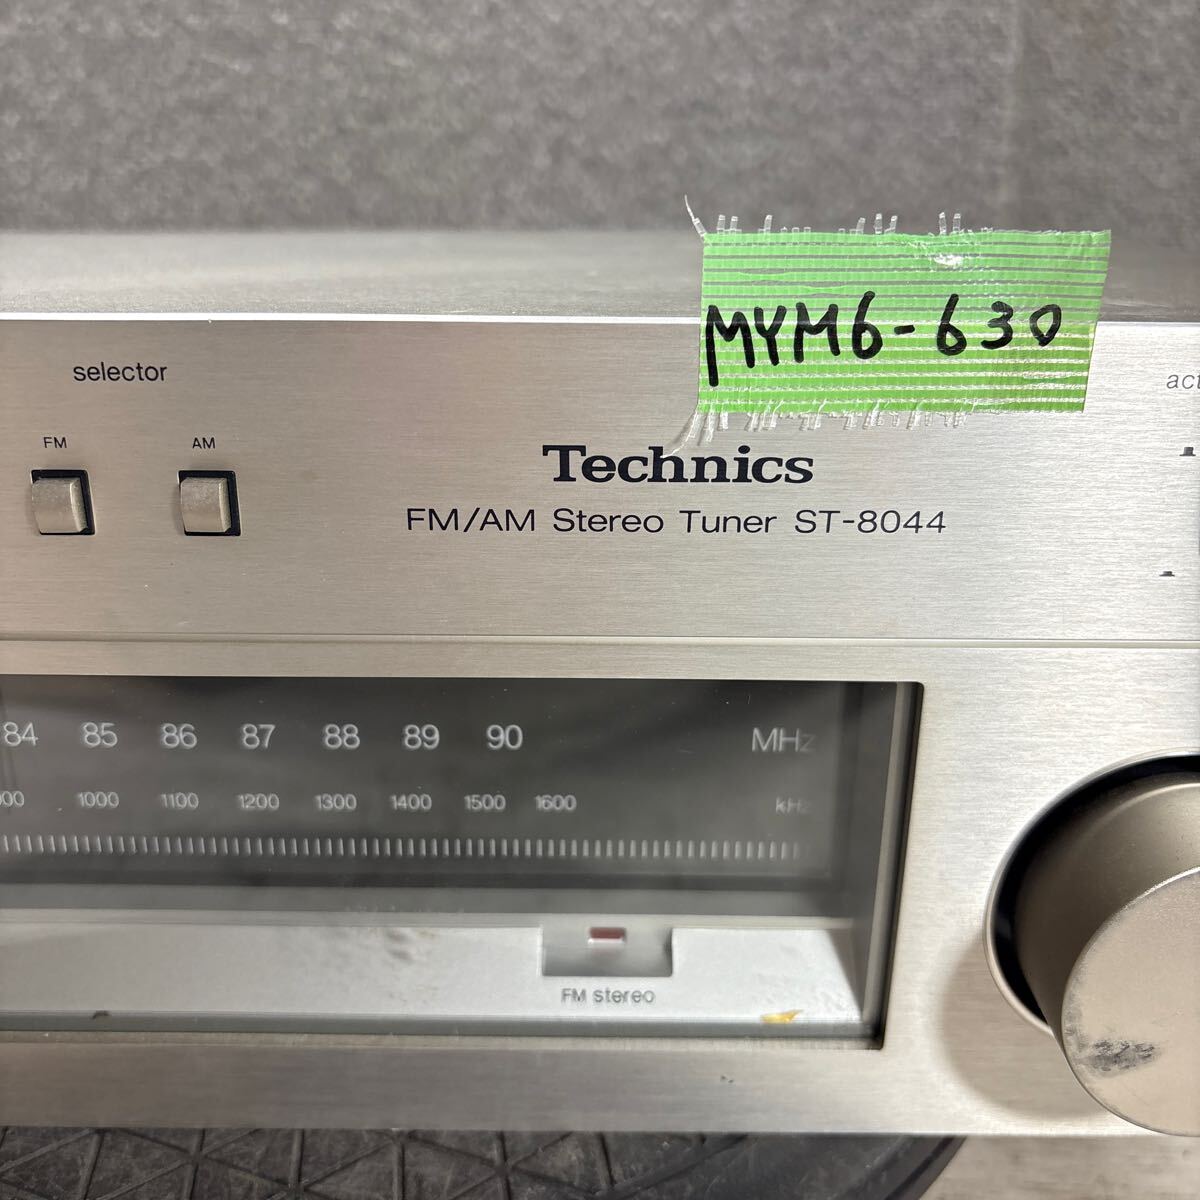 MYM6-630
selector
FM AM
Technics
FM/AM Stereo Tuner ST-8044
84 85 86 87 88 89 90 MHz
1000 1100 1200 1300 1400 1500 1600 kHz
FM stereo